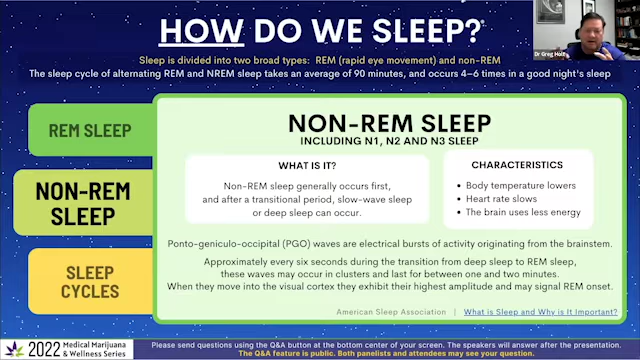 HOW DO WE SLEEP?
Dr Greg Holt
Sleep is divided into two broad types: REM (rapid eye movement) and non-REM
The sleep cycle of alternating REM and NREM sleep takes an average of 90 minutes, and occurs 4–6 times in a good night's sleep
REM SLEEP
NON-REM
SLEEP
SLEEP
CYCLES
NON-REM SLEEP
INCLUDING N1, N2 AND N3 SLEEP
WHAT IS IT?
Non-REM sleep generally occurs first,
and after a transitional period, slow-wave sleep
or deep sleep can occur.
CHARACTERISTICS
• Body temperature lowers
• Heart rate slows
• The brain uses less energy
Ponto-geniculo-occipital (PGO) waves are electrical bursts of activity originating from the brainstem.
Approximately every six seconds during the transition from deep sleep to REM sleep,
these waves may occur in clusters and last for between one and two minutes.
When they move into the visual cortex they exhibit their highest amplitude and may signal REM onset.
American Sleep Association | What is Sleep and Why is It Important?
2022 Medical Marijuana
& Wellness Series
Please send questions using the Q&A button at the bottom center of your screen. The speakers will answer after the presentation.
The Q&A feature is public. Both panelists and attendees may see your question.